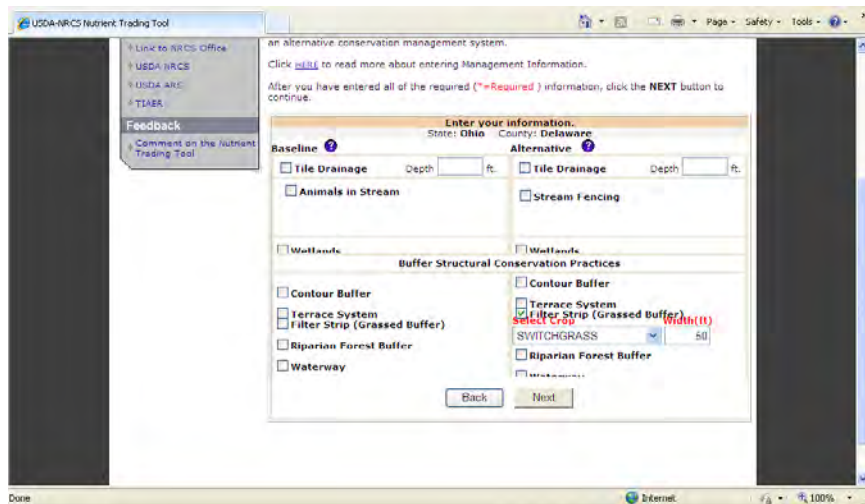 USDA-NRCS Nutrient Trading Tool
Page - Safety - Tools -
Link to NRCS Office
USDA NRCS
USDA ARS
TIAER
Feedback
Comment on the Nutrient
Trading Tool
an alternative conservation management system.
Click HERE to read more about entering Management Information.
After you have entered all of the required (*=Required ) information, click the NEXT button to
continue.
Enter your information.
State: Ohio County: Delaware
Baseline ? Alternative ?
Tile Drainage Depth ft. Tile Drainage Depth ft.
Animals in Stream
Stream Fencing
Wetlands Wetlands
Buffer Structural Conservation Practices
Contour Buffer
Terrace System
Filter Strip (Grassed Buffer)
Riparian Forest Buffer
Waterway
Contour Buffer
Terrace System
Filter Strip (Grassed Buffer)
Select Crop Width(ft)
SWITCHGRASS 50
Riparian Forest Buffer
Waterway
Back Next
Done Internet 100%